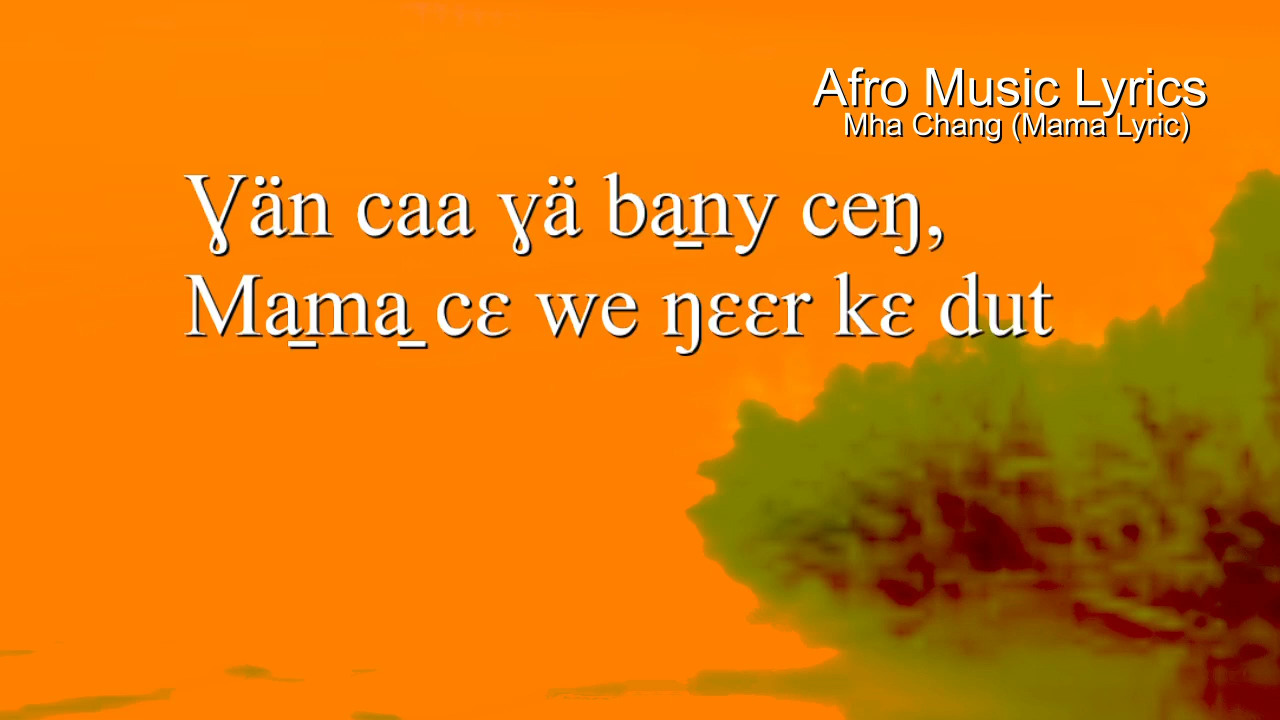 Afro Music Lyrics
Mha Chang (Mama Lyric)
Ɣän caa ɣä ba̱ny ceŋ,
Ma̱ma̱ cɛ we ŋɛɛr kɛ dut